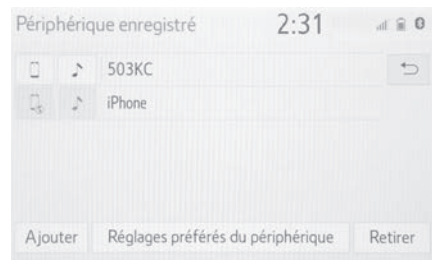 Périphérique enregistré 2:31
503KC
iPhone
Ajouter Réglages préférés du périphérique Retirer